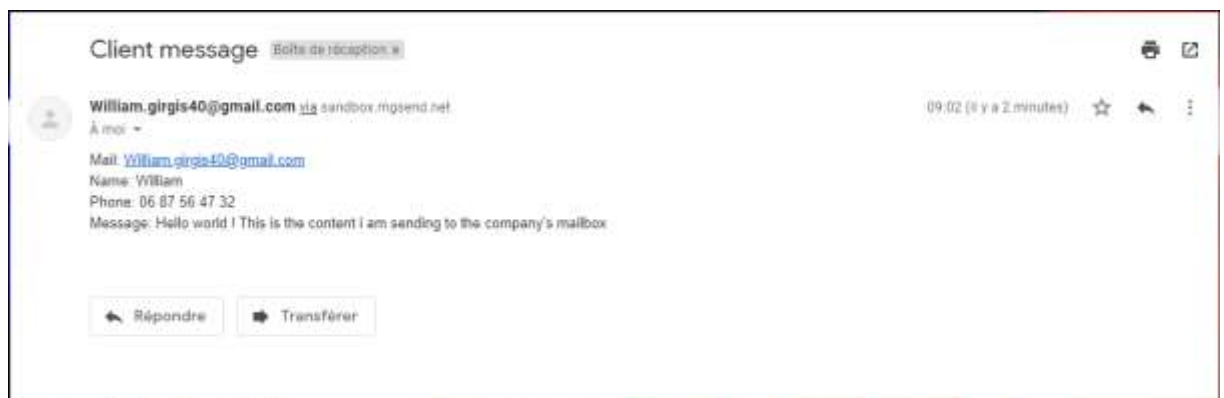 Client message Boîte de réception ×
William.girgis40@gmail.com via sandbox.mgsend.net 09:02 (il y a 2 minutes)
À moi
Mail: William.girgis40@gmail.com
Name: William
Phone: 06 87 56 47 32
Message: Hello world ! This is the content i am sending to the company's mailbox
Répondre Transférer